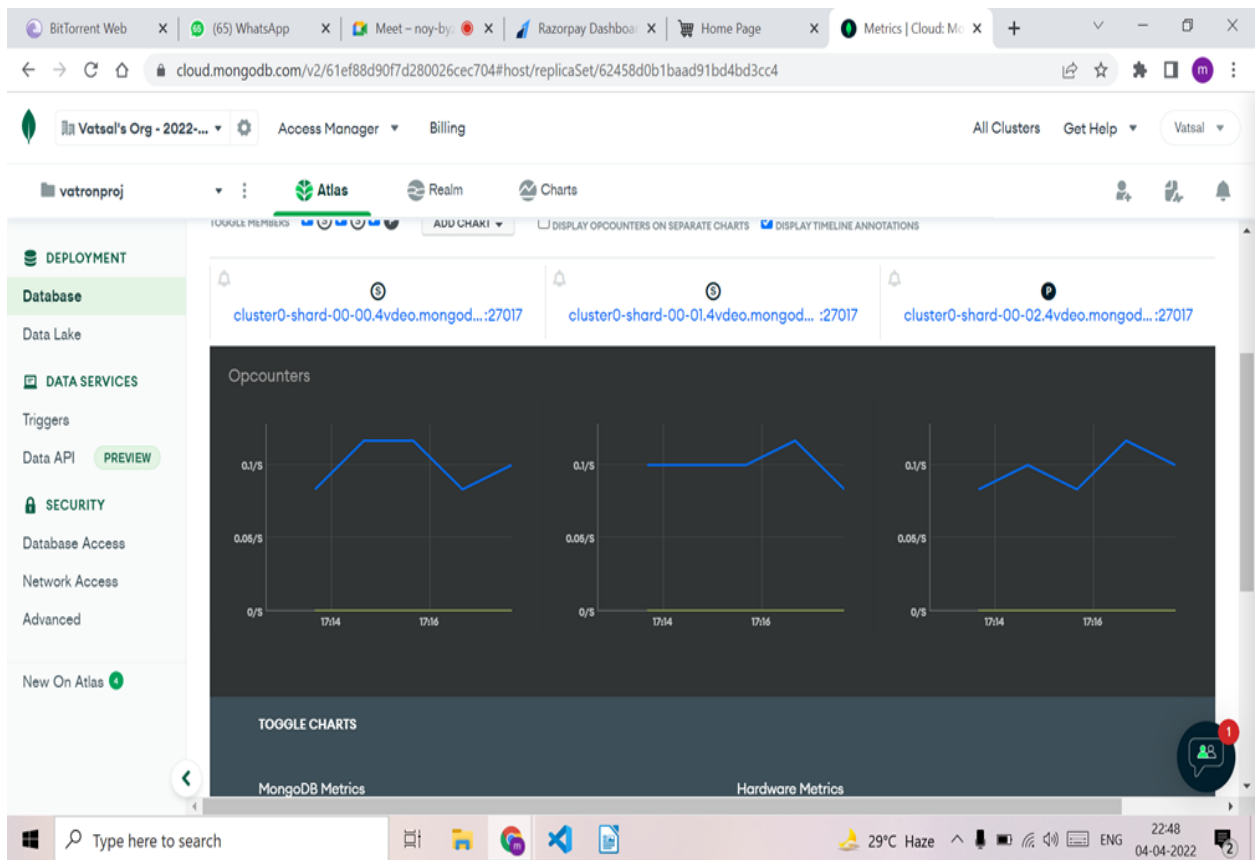 BitTorrent Web
(65) WhatsApp
Meet – noy-by
Razorpay Dashboar
Home Page
Metrics | Cloud: Mo
cloud.mongodb.com/v2/61ef88d90f7d280026cec704#host/replicaSet/62458d0b1baad91bd4bd3cc4
m
Vatsal's Org - 2022-...
Access Manager
Billing
All Clusters
Get Help
Vatsal
vatronproj
Atlas
Realm
Charts
TOGGLE MEMBERS
S
S
ADD CHART
DISPLAY OPCOUNTERS ON SEPARATE CHARTS
DISPLAY TIMELINE ANNOTATIONS
DEPLOYMENT
Database
Data Lake
DATA SERVICES
Triggers
Data API PREVIEW
SECURITY
Database Access
Network Access
Advanced
New On Atlas 4
S
cluster0-shard-00-00.4vdeo.mongod...:27017
S
cluster0-shard-00-01.4vdeo.mongod... :27017
P
cluster0-shard-00-02.4vdeo.mongod...:27017
Opcounters
0.1/S
0.05/S
0/S
17:14 17:16
0.1/S
0.05/S
0/S
17:14 17:16
0.1/S
0.05/S
0/S
17:14 17:16
TOGGLE CHARTS
MongoDB Metrics
Hardware Metrics
1
Type here to search
m
29°C Haze
ENG
22:48
04-04-2022
2